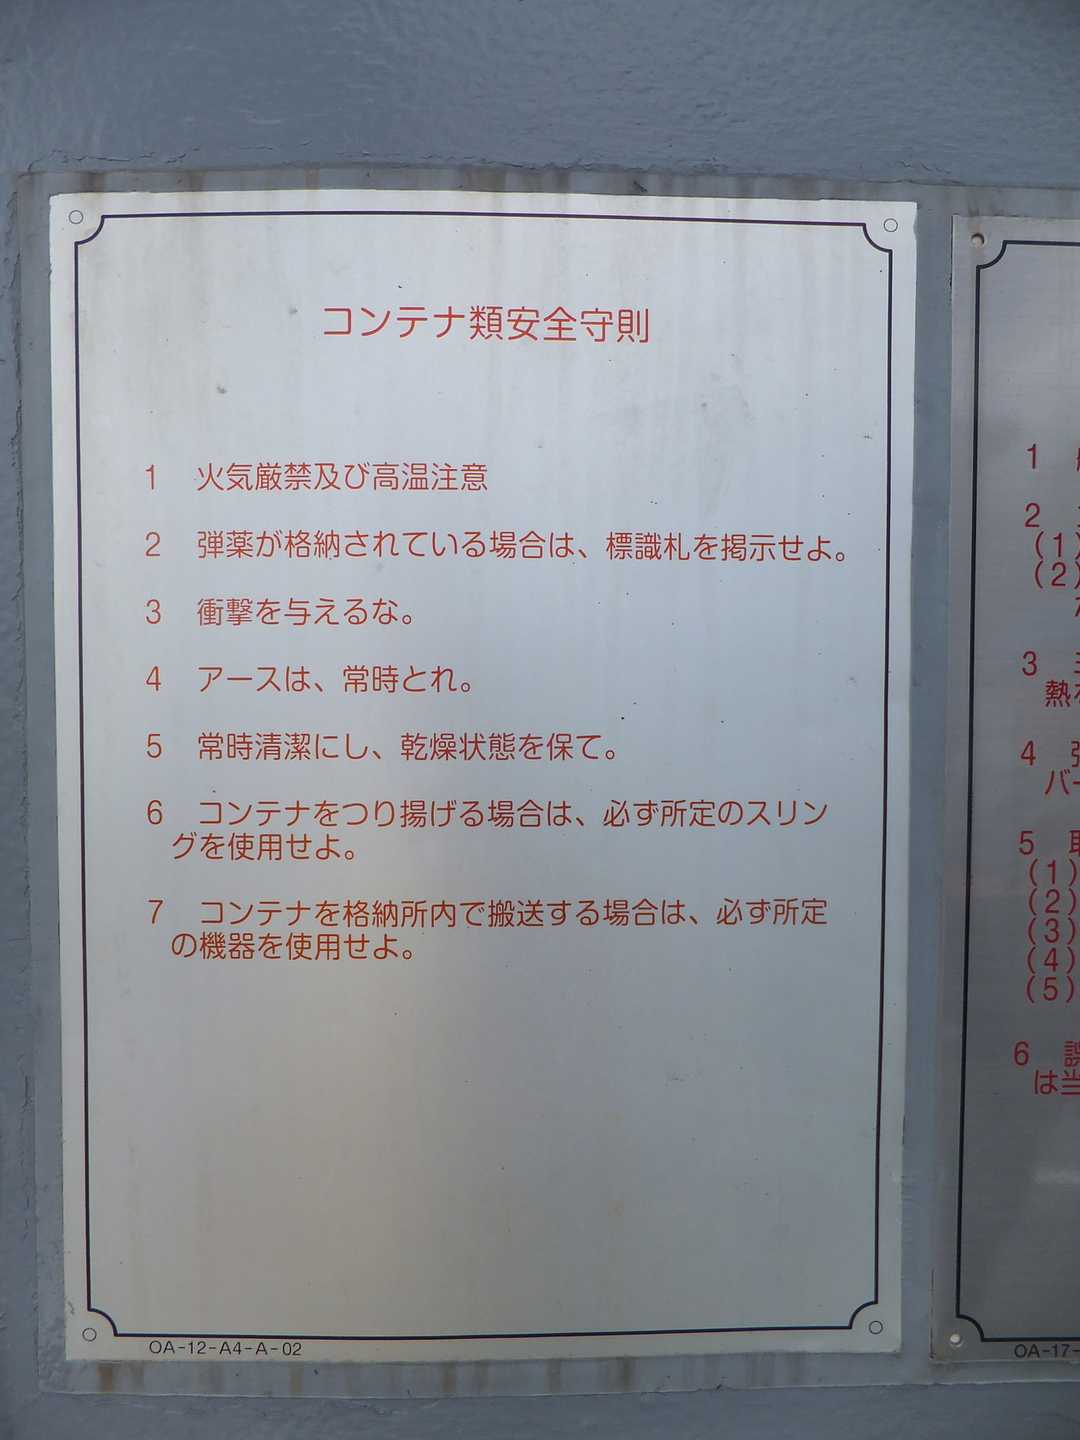 コンテナ類安全守則
1 火気厳禁及び高温注意
2 弾薬が格納されている場合は、標識札を掲示せよ。
3 衝撃を与えるな。
4 アースは、常時とれ。
5 常時清潔にし、乾燥状態を保て。
6 コンテナをつり揚げる場合は、必ず所定のスリン
グを使用せよ。
7 コンテナを格納所内で搬送する場合は、必ず所定
の機器を使用せよ。
OA-12-A4-A-02
1
2
(1)
(2)
3
熱
4
バー
5
(1)
(2)
(3)
(4)
(5)
6 誤
は当
OA-17-